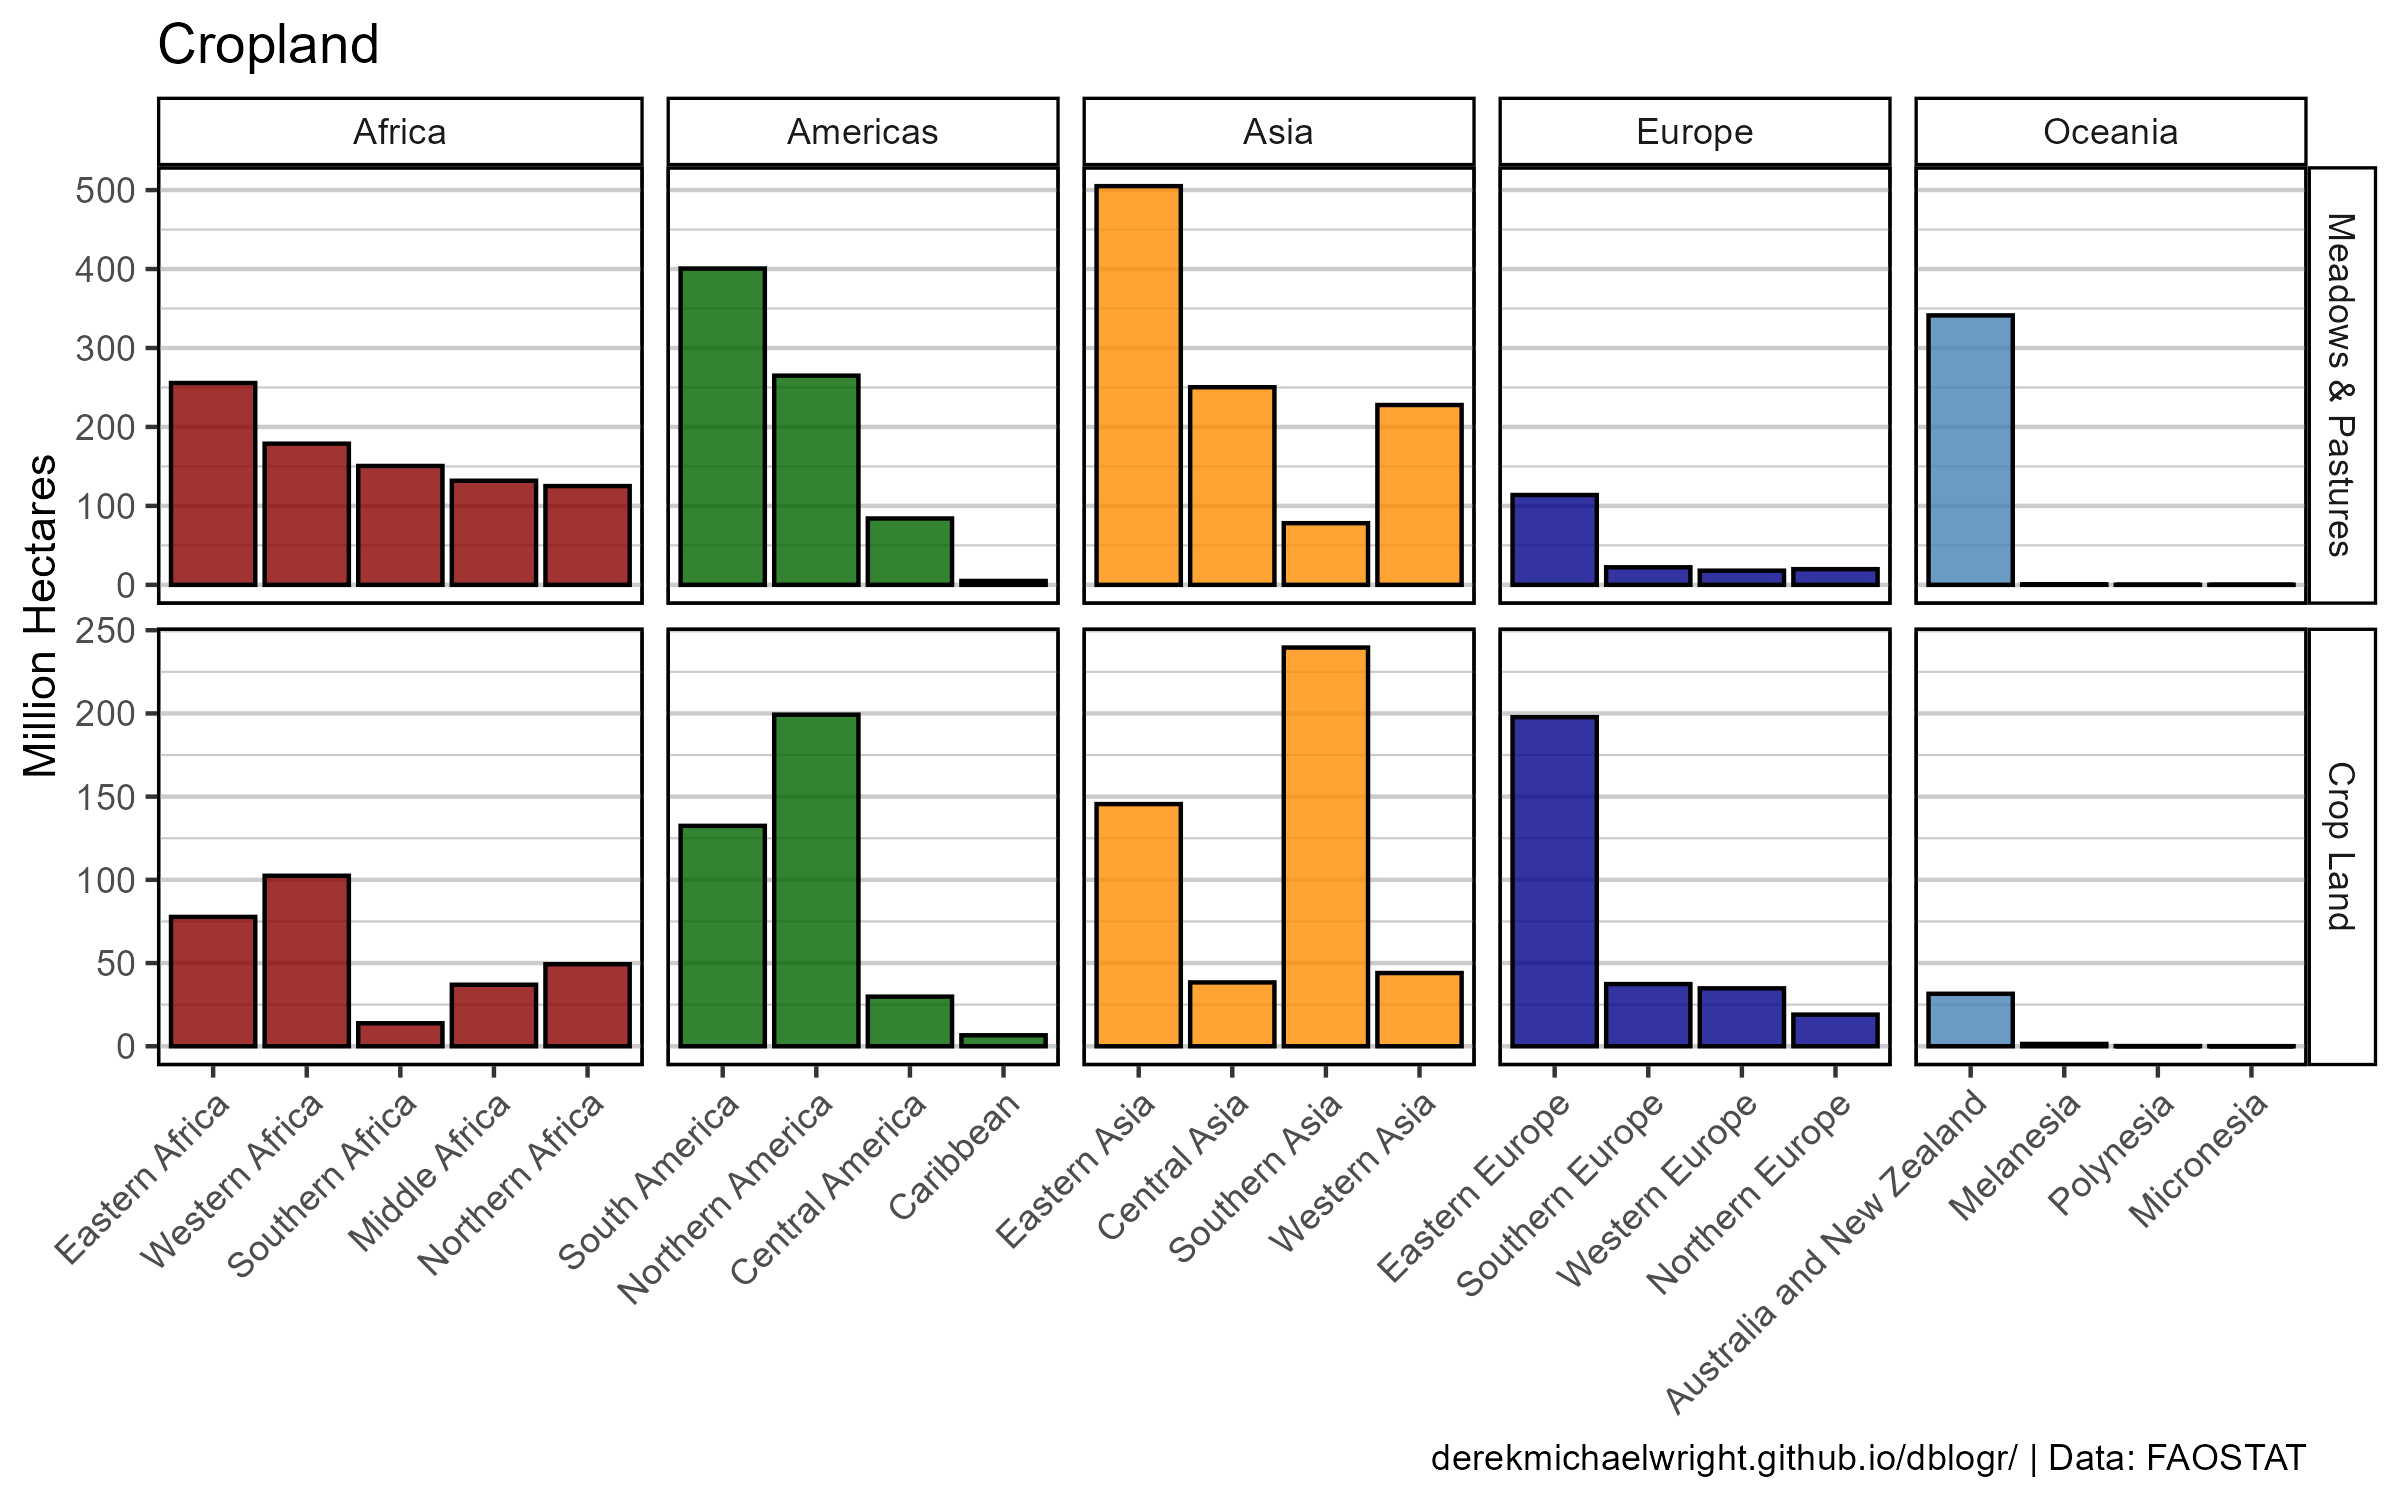 Cropland
Africa
Americas
Asia
Europe
Oceania
Million Hectares
500
400
300
200
100
0
Meadows & Pastures
250
200
150
100
50
0
Crop Land
Eastern Africa
Western Africa
Southern Africa
Middle Africa
Northern Africa
South America
Northern America
Central America
Caribbean
Eastern Asia
Central Asia
Southern Asia
Western Asia
Eastern Europe
Southern Europe
Western Europe
Northern Europe
Australia and New Zealand
Melanesia
Polynesia
Micronesia
derekmichaelwright.github.io/dblogr/ | Data: FAOSTAT